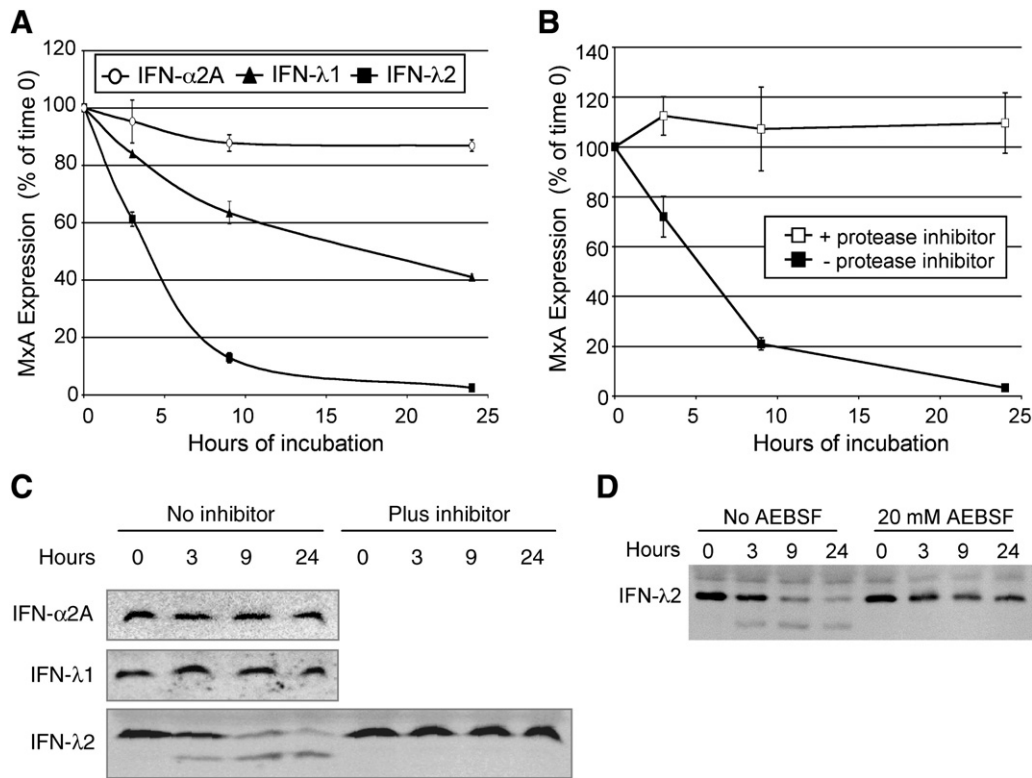 A
120
IFN-α2A IFN-λ1 IFN-λ2
100
80
60
40
20
0
MxA Expression (% of time 0)
0 5 10 15 20 25
Hours of incubation
B
120
100
80
60
40
20
0
MxA Expression (% of time 0)
+ protease inhibitor
- protease inhibitor
0 5 10 15 20 25
Hours of incubation
C
No inhibitor Plus inhibitor
Hours 0 3 9 24 0 3 9 24
IFN-α2A
IFN-λ1
IFN-λ2
D
No AEBSF 20 mM AEBSF
Hours 0 3 9 24 0 3 9 24
IFN-λ2